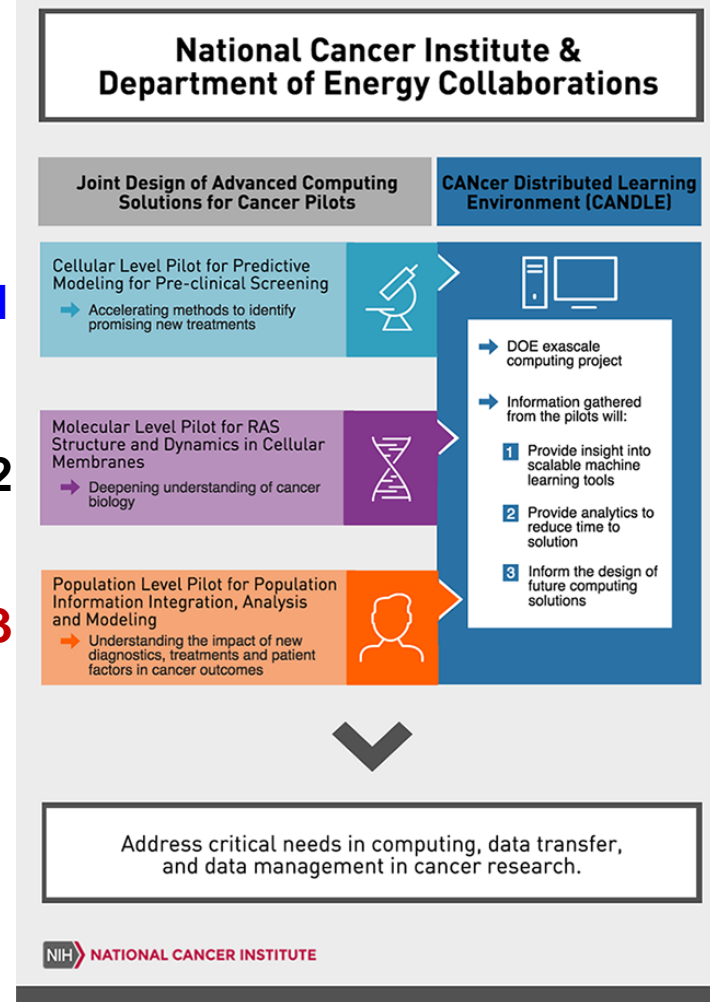 National Cancer Institute &
Department of Energy Collaborations
Joint Design of Advanced Computing
Solutions for Cancer Pilots
CANcer Distributed Learning
Environment (CANDLE)
Cellular Level Pilot for Predictive
Modeling for Pre-clinical Screening
Accelerating methods to identify
promising new treatments
2
Molecular Level Pilot for RAS
Structure and Dynamics in Cellular
Membranes
Deepening understanding of cancer
biology
3
Population Level Pilot for Population
Information Integration, Analysis
and Modeling
Understanding the impact of new
diagnostics, treatments and patient
factors in cancer outcomes
DOE exascale
computing project
Information gathered
from the pilots will:
1 Provide insight into
scalable machine
learning tools
2 Provide analytics to
reduce time to
solution
3 Inform the design of
future computing
solutions
Address critical needs in computing, data transfer,
and data management in cancer research.
NIH NATIONAL CANCER INSTITUTE